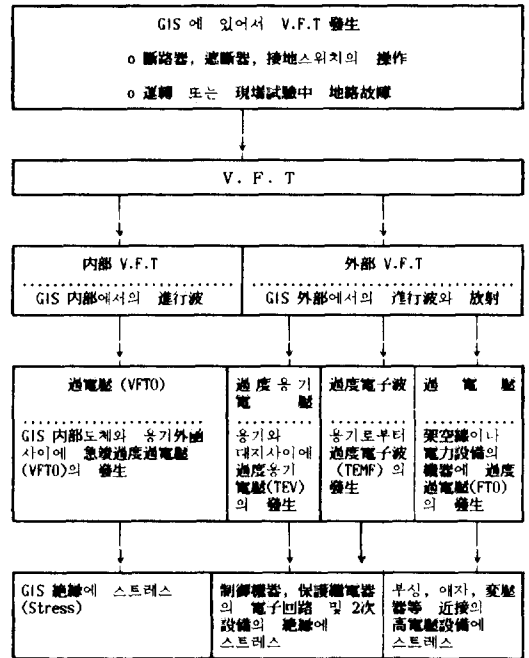 GIS 에 있어서 V.F.T 發生
o 斷路器, 遮斷器, 接地스위치의 操作
o 運轉 또는 現場試驗中 地絡故障
V. F. T
內部 V.F.T
GIS 內部에서의 進行波
外部 V.F.T
GIS 外部에서의 進行波와 放射
過電壓 (VFTO)
GIS 內部도체와 용기外函
사이에 急峻過度過電壓
(VFTO)의 發生
過度용기
電壓
용기와
대지사이에
過度용기
電壓(TEV)
의 發生
過度電子波
용기로부터
過度電子波
(TEMF) 의
發生
過 電 壓
架空線이나
電力設備의
機器에 過度
過電壓(FTO)
의 發生
GIS 絶緣에 스트레스
(Stress)
制御機器, 保護繼電器
의 電子回路 및 2次
設備의 絶緣에
스트레스
부싱, 애자, 変壓
器等 近接의
高電壓設備에
스트레스